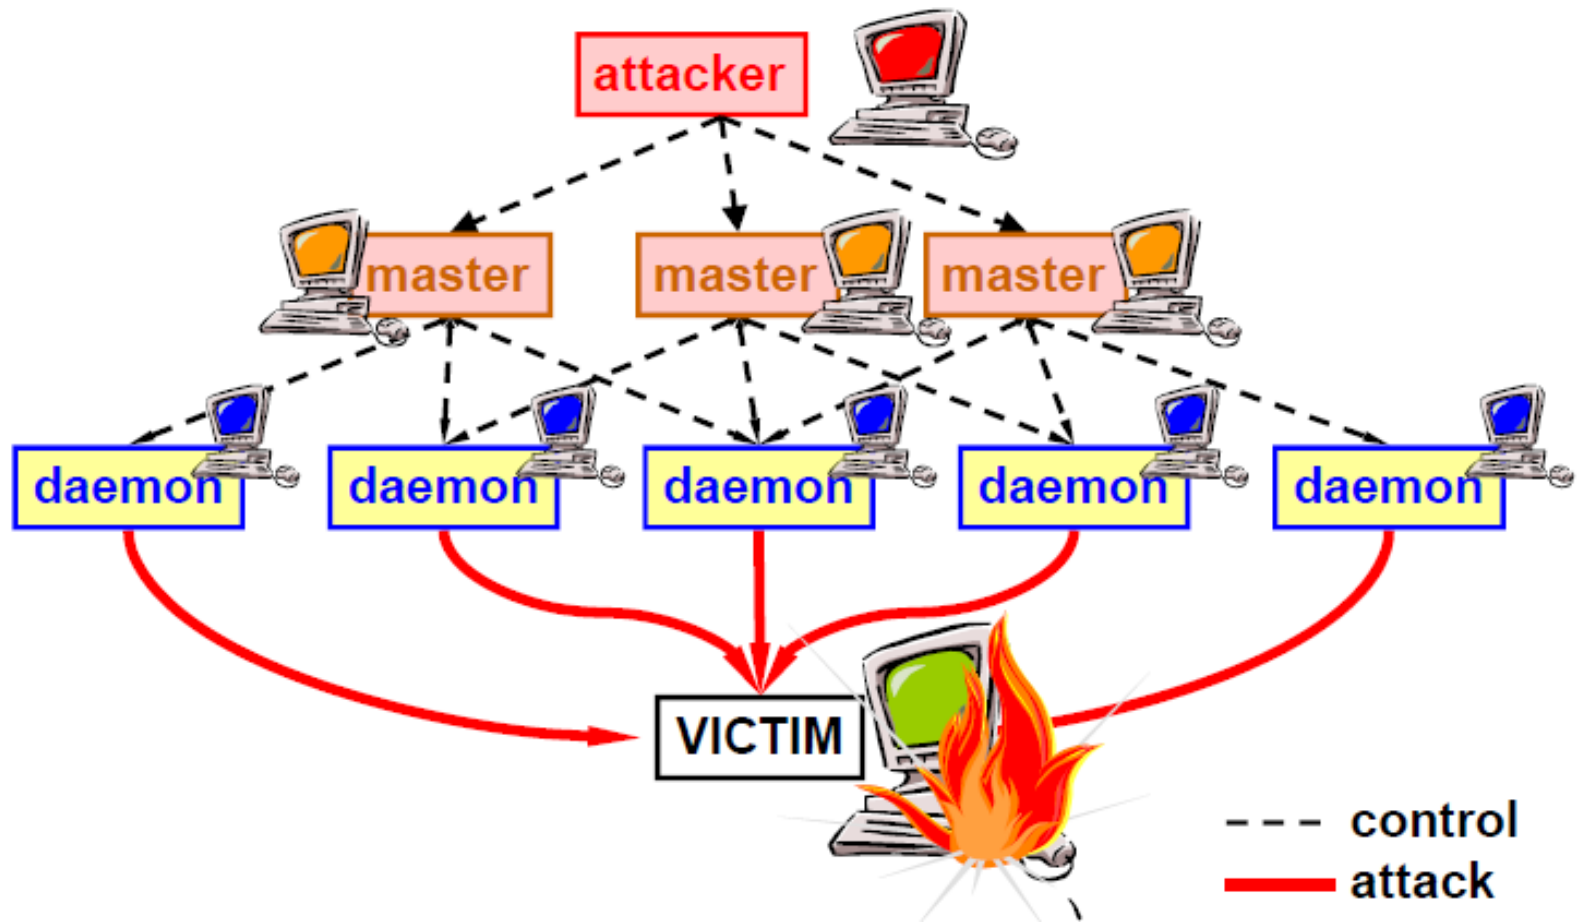 attacker
master
master
master
daemon
daemon
daemon
daemon
daemon
VICTIM
control
attack